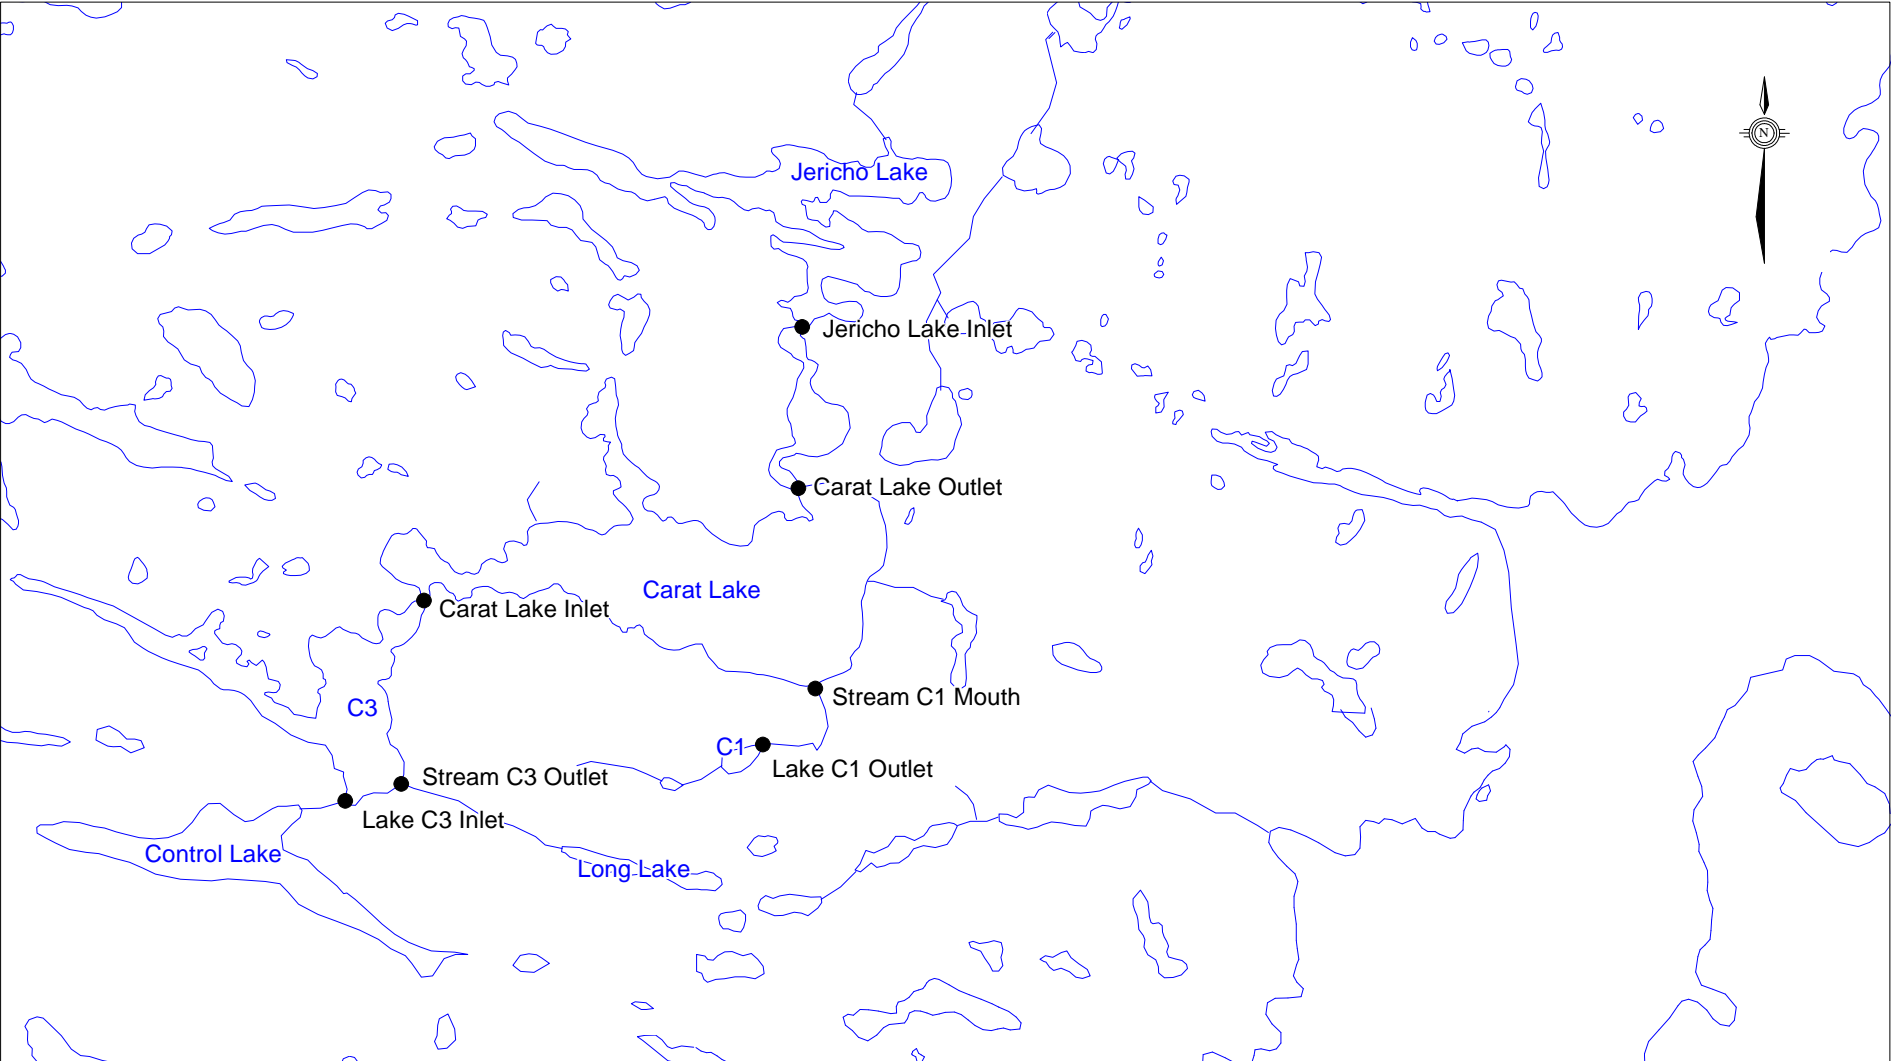 N
Jericho Lake
Jericho Lake Inlet
Carat Lake Outlet
Carat Lake
Carat Lake Inlet
Stream C1 Mouth
C3
C1
Lake C1 Outlet
Stream C3 Outlet
Lake C3 Inlet
Control Lake
Long Lake